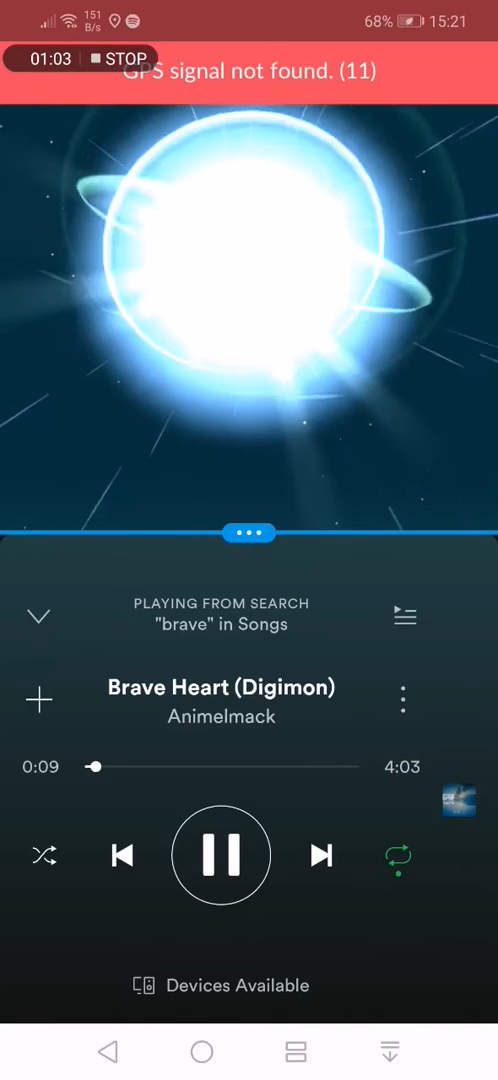 151
B/s
68%
15:21
01:03
STOP
GPS signal not found. (11)
PLAYING FROM SEARCH
"brave" in Songs
Brave Heart (Digimon)
Animelmack
0:09
4:03
Devices Available